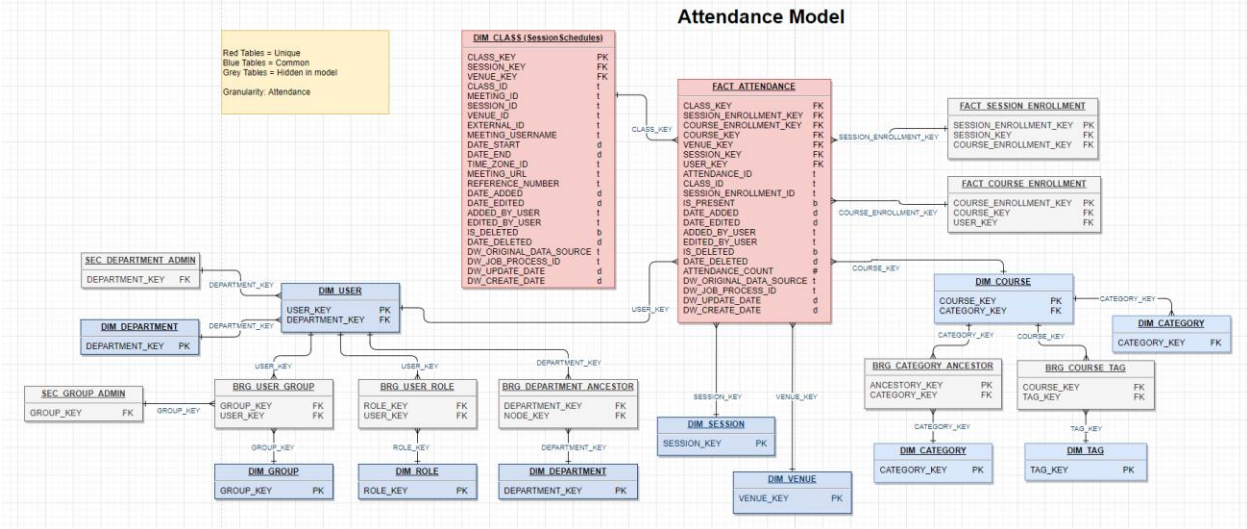 Attendance Model
Red Tables = Unique
Blue Tables = Common
Grey Tables = Hidden in model
Granularity: Attendance
DIM_CLASS (SessionSchedules)
CLASS_KEY PK
SESSION_KEY FK
VENUE_KEY FK
CLASS_ID t
MEETING_ID t
SESSION_ID t
VENUE_ID t
EXTERNAL_ID t
MEETING_USERNAME t
DATE_START d
DATE_END d
TIME_ZONE_ID t
MEETING_URL t
REFERENCE_NUMBER t
DATE_ADDED d
DATE_EDITED d
ADDED_BY_USER t
EDITED_BY_USER t
IS_DELETED b
DATE_DELETED d
DW_ORIGINAL_DATA_SOURCE t
DW_JOB_PROCESS_ID t
DW_UPDATE_DATE d
DW_CREATE_DATE d
CLASS_KEY
FACT_ATTENDANCE
CLASS_KEY FK
SESSION_ENROLLMENT_KEY FK
COURSE_ENROLLMENT_KEY FK
COURSE_KEY FK
VENUE_KEY FK
SESSION_KEY FK
USER_KEY FK
ATTENDANCE_ID t
CLASS_ID t
SESSION_ENROLLMENT_ID t
IS_PRESENT b
DATE_ADDED d
DATE_EDITED d
ADDED_BY_USER t
EDITED_BY_USER t
IS_DELETED b
DATE_DELETED d
ATTENDANCE_COUNT #
DW_ORIGINAL_DATA_SOURCE t
DW_JOB_PROCESS_ID t
DW_UPDATE_DATE d
DW_CREATE_DATE d
SESSION_ENROLLMENT_KEY
FACT_SESSION_ENROLLMENT
SESSION_ENROLLMENT_KEY PK
SESSION_KEY FK
COURSE_ENROLLMENT_KEY FK
COURSE_ENROLLMENT_KEY
FACT_COURSE_ENROLLMENT
COURSE_ENROLLMENT_KEY PK
COURSE_KEY FK
USER_KEY FK
SEC_DEPARTMENT_ADMIN
DEPARTMENT_KEY FK
DEPARTMENT_KEY
DIM_DEPARTMENT
DEPARTMENT_KEY PK
DEPARTMENT_KEY
DIM_USER
USER_KEY PK
DEPARTMENT_KEY FK
USER_KEY
COURSE_KEY
DIM_COURSE
COURSE_KEY PK
CATEGORY_KEY FK
CATEGORY_KEY
DIM_CATEGORY
CATEGORY_KEY FK
USER_KEY
USER_KEY
DEPARTMENT_KEY
CATEGORY_KEY
COURSE_KEY
SEC_GROUP_ADMIN
GROUP_KEY FK
GROUP_KEY
BRG_USER_GROUP
GROUP_KEY FK
USER_KEY FK
BRG_USER_ROLE
ROLE_KEY FK
USER_KEY FK
BRG_DEPARTMENT_ANCESTOR
DEPARTMENT_KEY FK
NODE_KEY FK
BRG_CATEGORY_ANCESTOR
ANCESTORY_KEY PK
CATEGORY_KEY FK
BRG_COURSE_TAG
COURSE_KEY FK
TAG_KEY FK
SESSION_KEY
VENUE_KEY
GROUP_KEY
ROLE_KEY
DEPARTMENT_KEY
CATEGORY_KEY
TAG_KEY
DIM_GROUP
GROUP_KEY PK
DIM_ROLE
ROLE_KEY PK
DIM_DEPARTMENT
DEPARTMENT_KEY PK
DIM_SESSION
SESSION_KEY PK
DIM_VENUE
VENUE_KEY PK
DIM_CATEGORY
CATEGORY_KEY PK
DIM_TAG
TAG_KEY PK